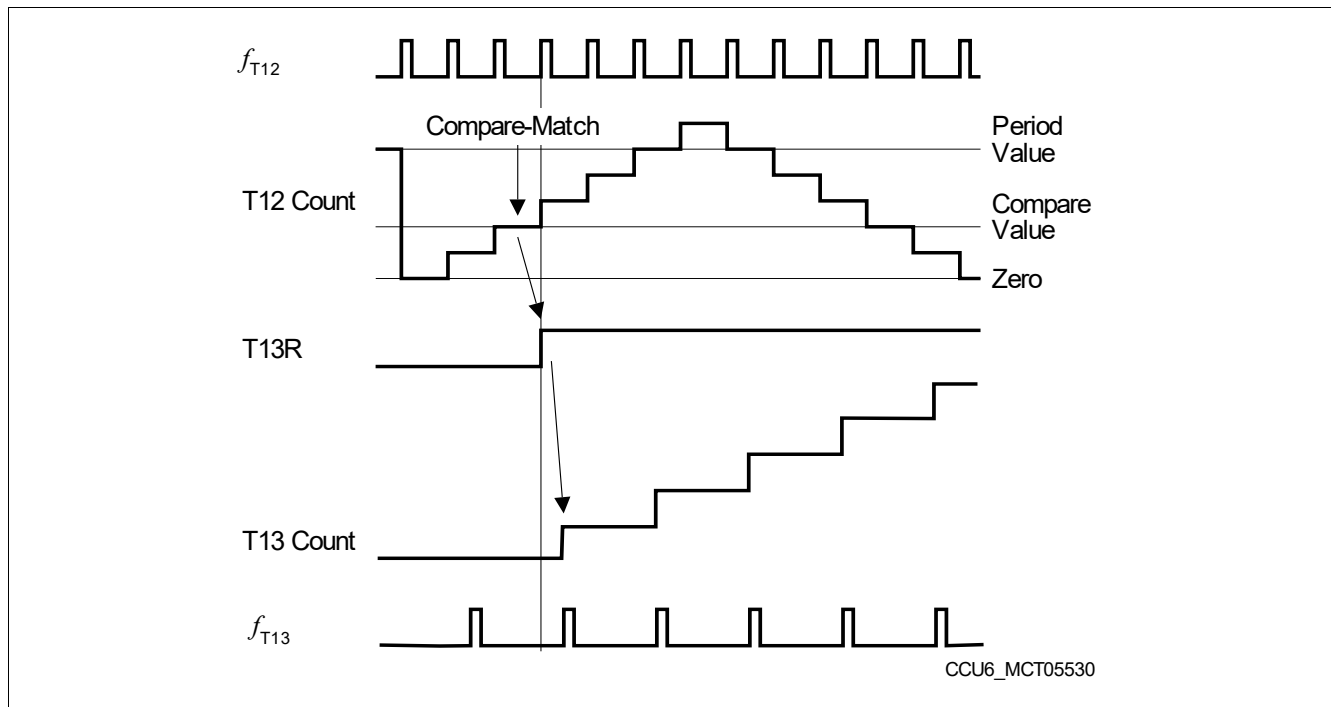 fT12
Compare-Match
Period
Value
T12 Count
Compare
Value
Zero
T13R
T13 Count
fT13
CCU6_MCT05530